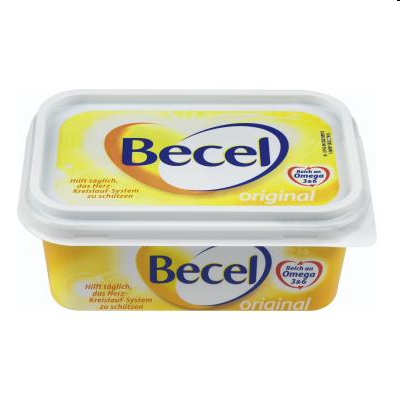 Becel
Reich an
Omega
3&6
Hilft täglich,
das Herz-
Kreislauf-System
zu schützen
original
Becel
Reich an
Omega
3&6
Hilft täglich,
das Herz-
Kreislauf-System
zu schützen
original